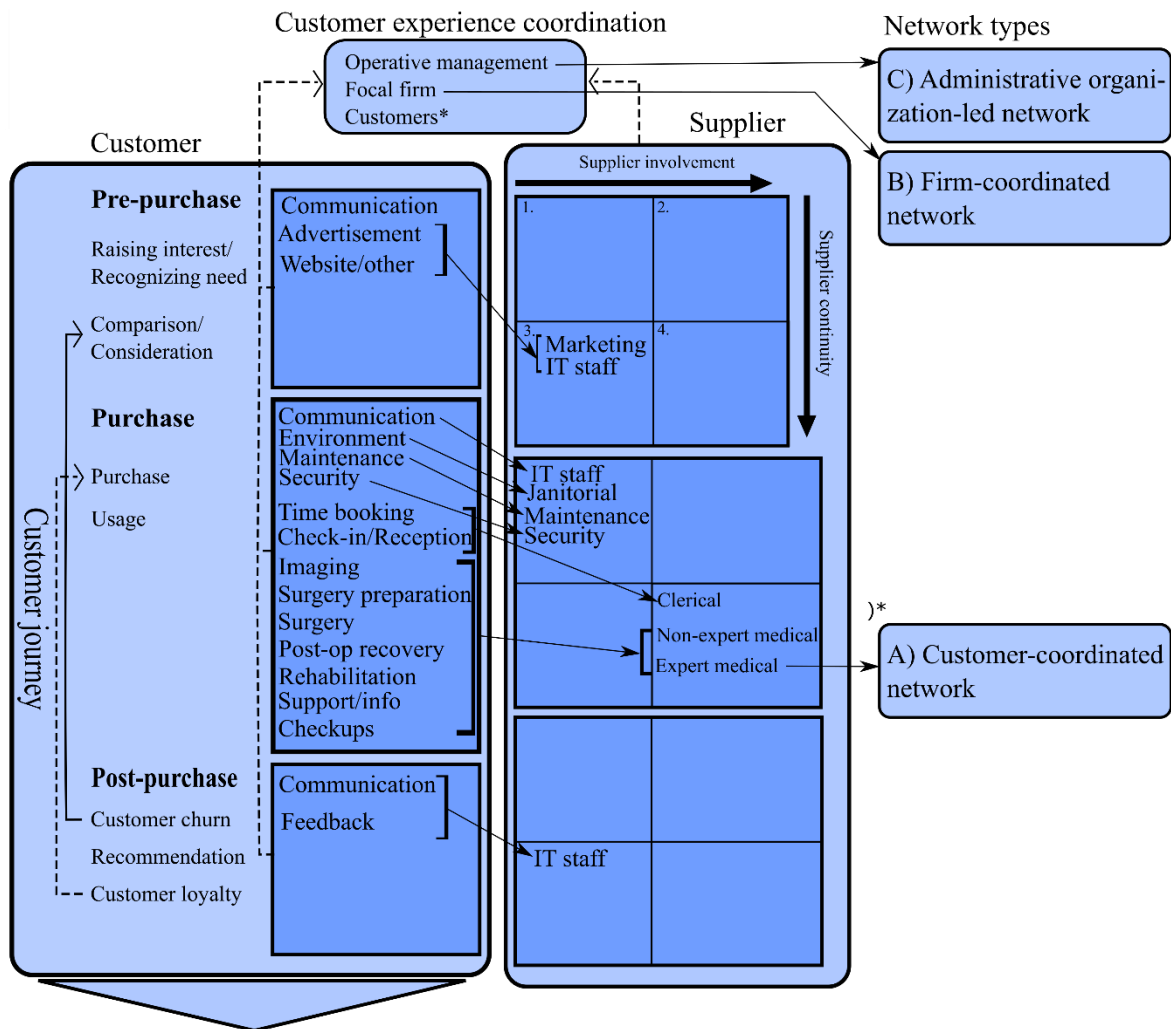 Customer experience coordination
Operative management
Focal firm
Customers*
Network types
C) Administrative organi-
zation-led network
B) Firm-coordinated
network
)*
A) Customer-coordinated
network
Customer
Customer journey
Pre-purchase
Raising interest/
Recognizing need
Comparison/
Consideration
Communication
Advertisement
Website/other
Purchase
Purchase
Usage
Communication
Environment
Maintenance
Security
Time booking
Check-in/Reception
Imaging
Surgery preparation
Surgery
Post-op recovery
Rehabilitation
Support/info
Checkups
Post-purchase
Customer churn
Recommendation
Customer loyalty
Communication
Feedback
Supplier
Supplier involvement
Supplier continuity
1.
2.
3.
4.
Marketing
IT staff
IT staff
Janitorial
Maintenance
Security
Clerical
Non-expert medical
Expert medical
IT staff